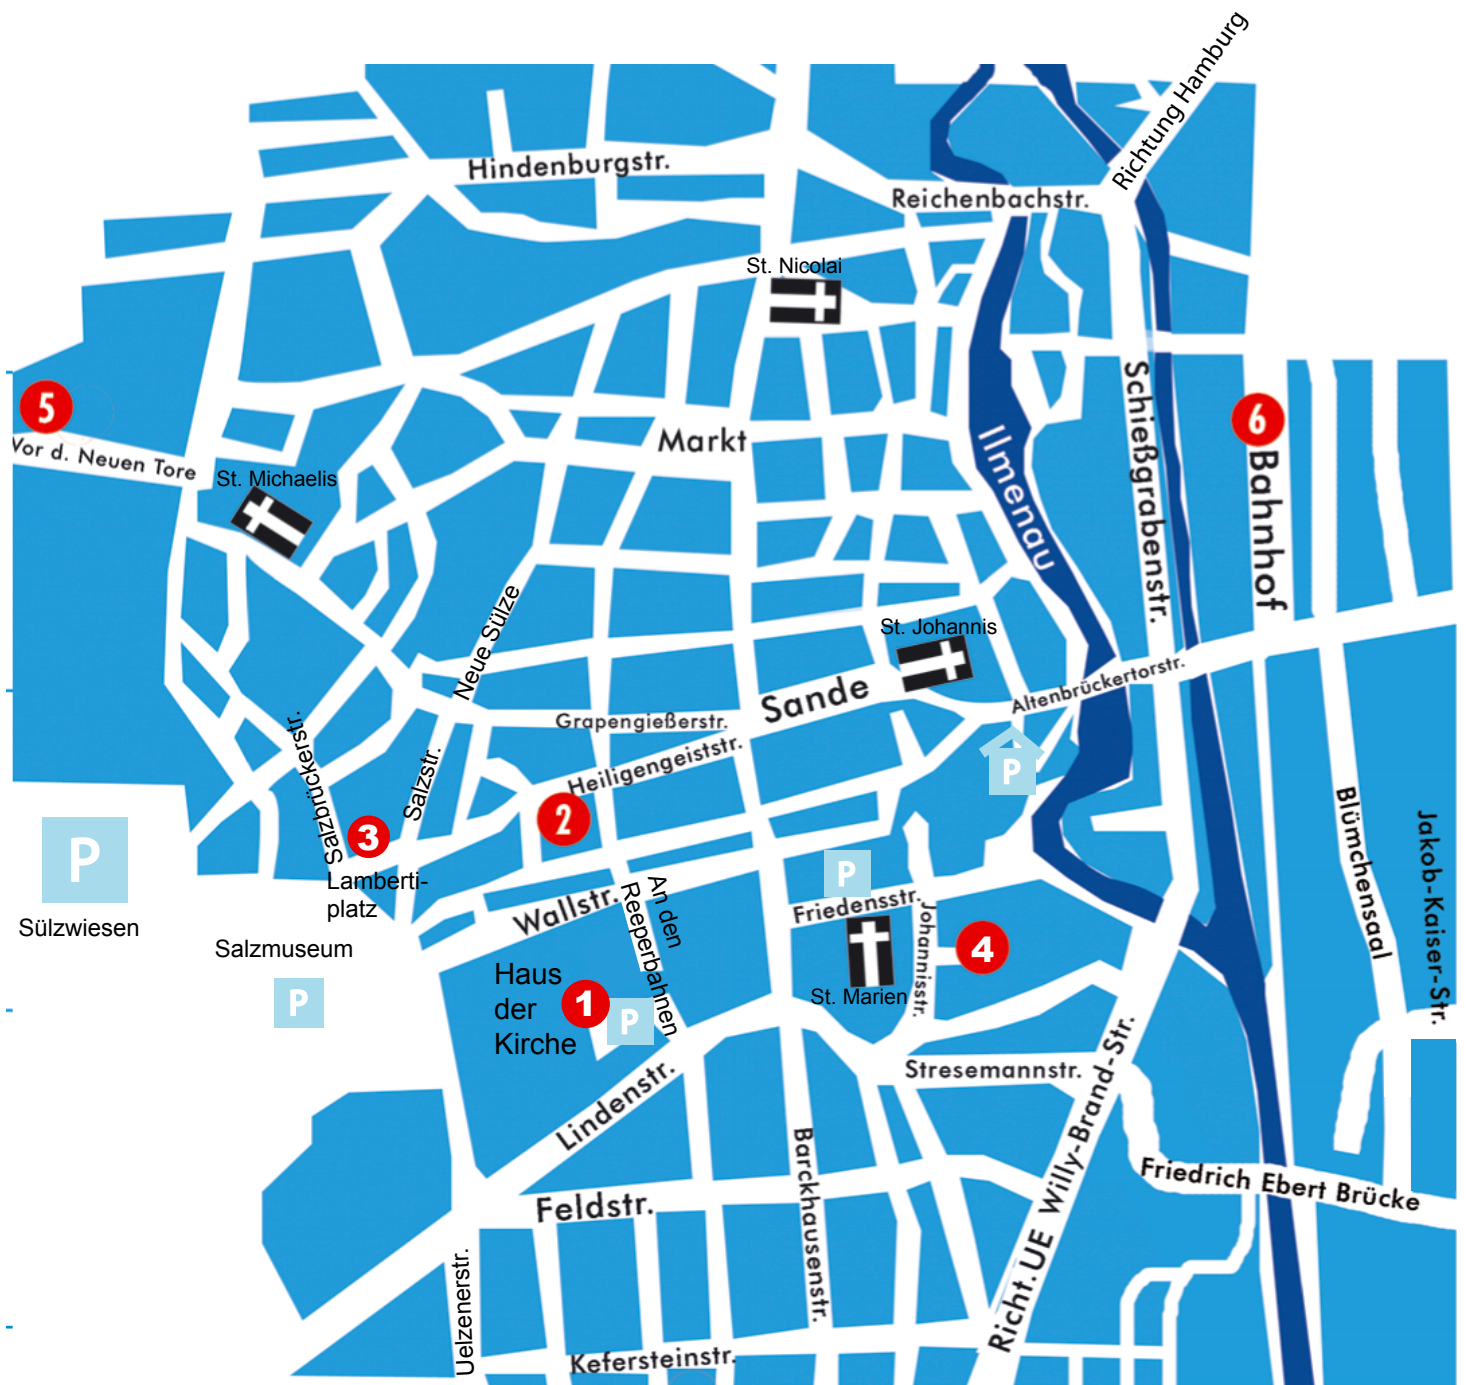 Richtung Hamburg
Hindenburgstr.
Reichenbachstr.
St. Nicolai
Schießgrabenstr.
5
6
Markt
Vor d. Neuen Tore
St. Michaelis
Ilmenau
Bahnhof
Neue Sülze
St. Johannis
Altenbrückertorstr.
Sande
Grapengießerstr.
Heiligengeiststr.
Salzbrückerstr.
Salzstr.
P
2
3
P
Blümchensaal
Jakob-Kaiser-Str.
Lamberti-
platz
P
Sülzwiesen
Wallstr.
An den
Reeperbahnen
Friedensstr.
Johannisstr.
4
Salzmuseum
P
Haus
der
Kirche
1
P
St. Marien
Lindenstr.
Stresemannstr.
Richt. UE Willy-Brand-Str.
Barckhausenstr.
Friedrich Ebert Brücke
Feldstr.
Uelzenerstr.
Kefersteinstr.